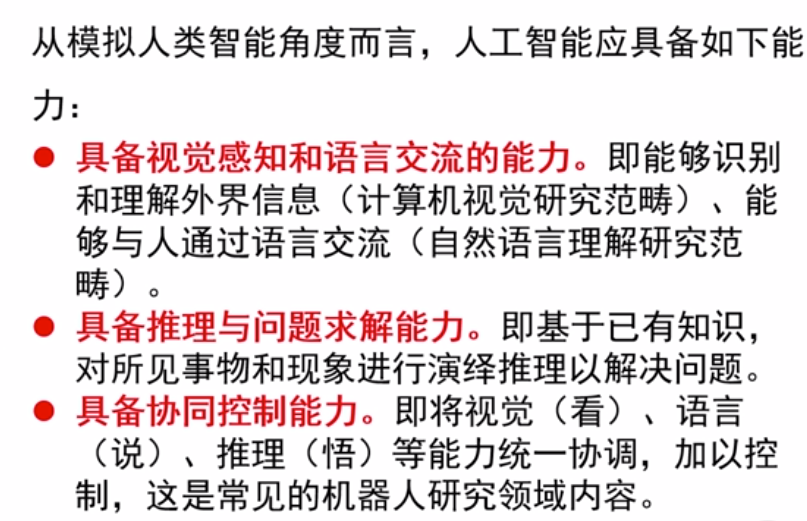 从模拟人类智能角度而言，人工智能应具备如下能
力：
● 具备视觉感知和语言交流的能力。即能够识别
和理解外界信息（计算机视觉研究范畴）、能
够与人通过语言交流（自然语言理解研究范
畴）。
● 具备推理与问题求解能力。即基于已有知识，
对所见事物和现象进行演绎推理以解决问题。
● 具备协同控制能力。即将视觉（看）、语言
（说）、推理（悟）等能力统一协调，加以控
制，这是常见的机器人研究领域内容。